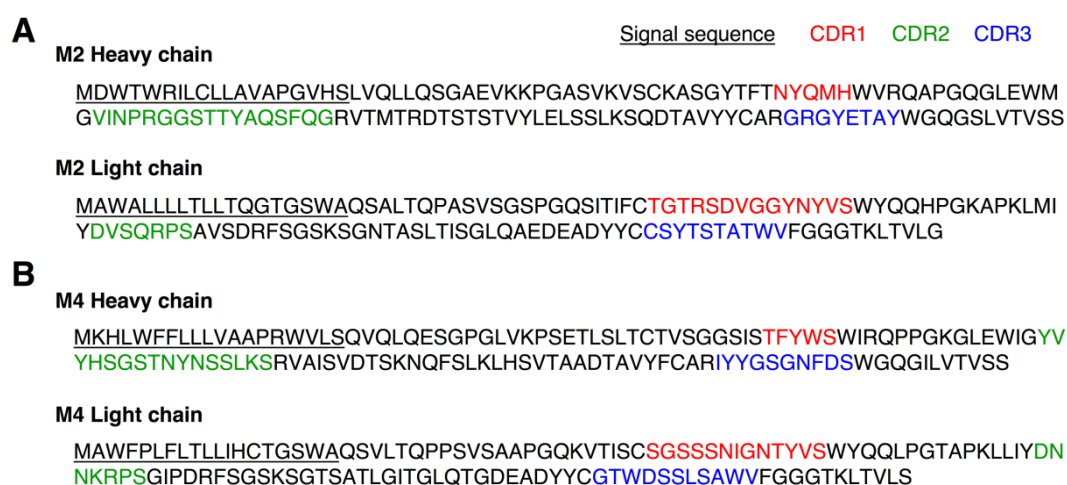 A
Signal sequence CDR1 CDR2 CDR3
M2 Heavy chain
MDWTWRILCLLAVAPGVHSLVQLLQSGAEVKKPGASVKVSCKASGYTFTNYQMHWVRQAPGQGLEWM
GVINPRGGSTTYAQSFQGRVTMTRDTSTSTVYLELSSLKSQDTAVYYCARGRGYETAYWGQGSLVTVSS
M2 Light chain
MAWALLLLTLLTQGTGSWAQSALTQPASVSGSPGQSITIFCTGTRSDVGGYNYVSWYQQHPGKAPKLMI
YDVSQRPSAVSDRFSGSKSGNTASLTISGLQAEDEADYYCCSYTSTATWVFGGGTKLTVLG
B
M4 Heavy chain
MKHLWFFLLLVAAPRWVLSQVQLQESGPGLVKPSETLSLTCTVSGGSISTFYWSWIRQPPGKGLEWIGYV
YHSGSTNYNSSLKSRVAISVDTSKNQFSLKLHSVTAADTAVYFCARIYYGSGNFDSWGQGILVTVSS
M4 Light chain
MAWFPLFLTLLIHCTGSWAQSVLTQPPSVSAAPGQKVTISCSGSSSNIGNTYVSWYQQLPGTAPKLLIYDN
NKRPSGIPDRFSGSKSGTSATLGITGLQTGDEADYYCGTWDSSLSAWVFGGGTKLTVLS